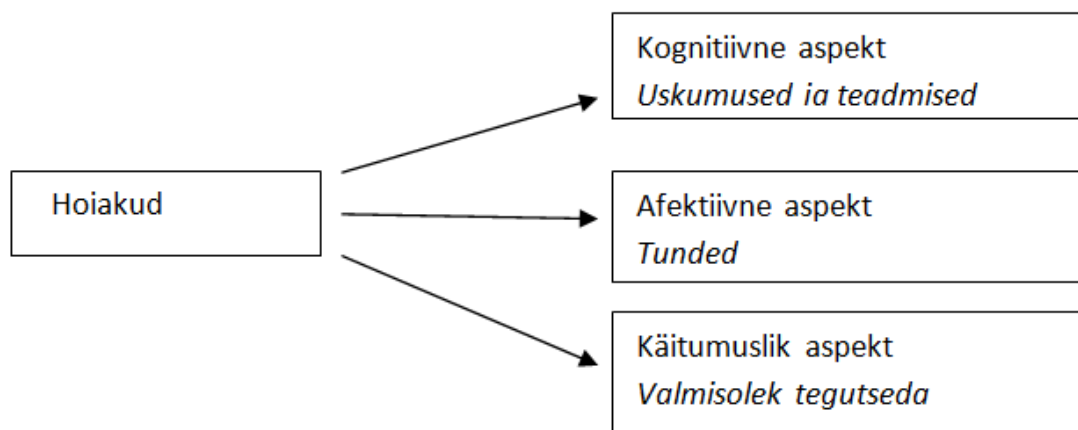 Kognitiivne aspekt
Uskumused ia teadmised
Hoiakud
Afektiivne aspekt
Tunded
Käitumuslik aspekt
Valmisolek tegutseda